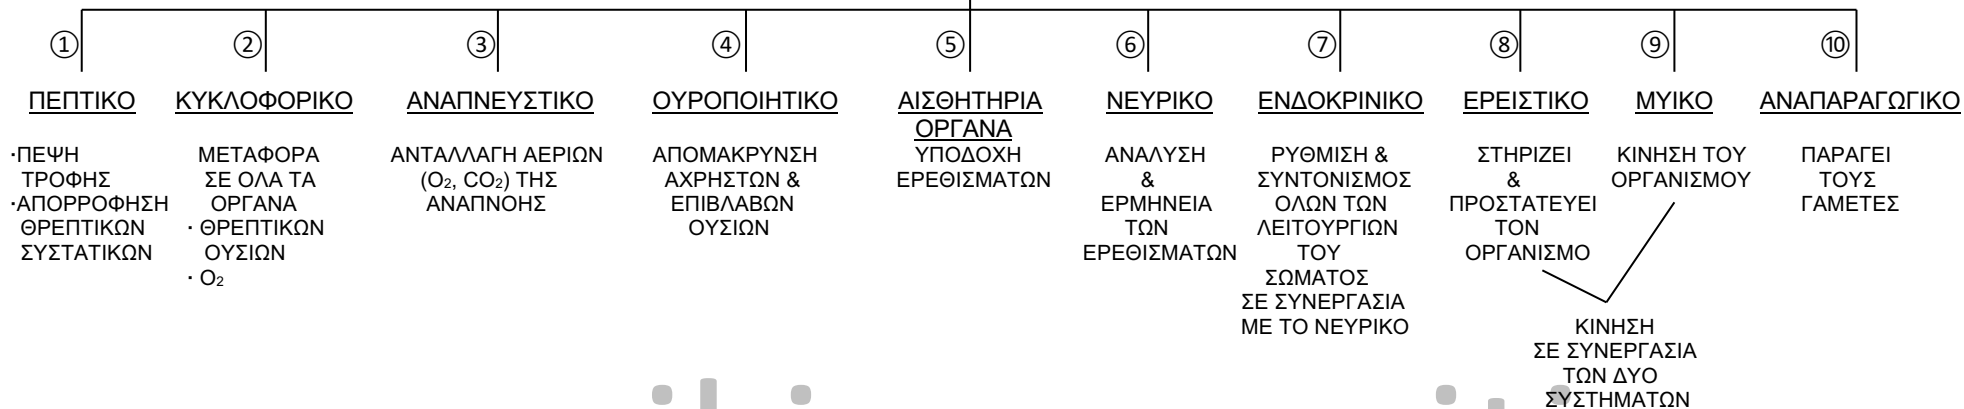 ①
②
③
④
⑤
⑥
⑦
⑧
⑨
⑩
ΠΕΠΤΙΚΟ
·ΠΕΨΗ
ΤΡΟΦΗΣ
·ΑΠΟΡΡΟΦΗΣΗ
ΘΡΕΠΤΙΚΩΝ
ΣΥΣΤΑΤΙΚΩΝ
ΚΥΚΛΟΦΟΡΙΚΟ
ΜΕΤΑΦΟΡΑ
ΣΕ ΟΛΑ ΤΑ
ΟΡΓΑΝΑ
· ΘΡΕΠΤΙΚΩΝ
ΟΥΣΙΩΝ
· Ο₂
ΑΝΑΠΝΕΥΣΤΙΚΟ
ΑΝΤΑΛΛΑΓΗ ΑΕΡΙΩΝ
(Ο₂, CO₂) ΤΗΣ
ΑΝΑΠΝΟΗΣ
ΟΥΡΟΠΟΙΗΤΙΚΟ
ΑΠΟΜΑΚΡΥΝΣΗ
ΑΧΡΗΣΤΩΝ &
ΕΠΙΒΛΑΒΩΝ
ΟΥΣΙΩΝ
ΑΙΣΘΗΤΗΡΙΑ
ΟΡΓΑΝΑ
ΥΠΟΔΟΧΗ
ΕΡΕΘΙΣΜΑΤΩΝ
ΝΕΥΡΙΚΟ
ΑΝΑΛΥΣΗ
&
ΕΡΜΗΝΕΙΑ
ΤΩΝ
ΕΡΕΘΙΣΜΑΤΩΝ
ΕΝΔΟΚΡΙΝΙΚΟ
ΡΥΘΜΙΣΗ &
ΣΥΝΤΟΝΙΣΜΟΣ
ΟΛΩΝ ΤΩΝ
ΛΕΙΤΟΥΡΓΙΩΝ
ΤΟΥ
ΣΩΜΑΤΟΣ
ΣΕ ΣΥΝΕΡΓΑΣΙΑ
ΜΕ ΤΟ ΝΕΥΡΙΚΟ
ΕΡΕΙΣΤΙΚΟ
ΣΤΗΡΙΖΕΙ
&
ΠΡΟΣΤΑΤΕΥΕΙ
ΤΟΝ
ΟΡΓΑΝΙΣΜΟ
ΜΥΙΚΟ
ΚΙΝΗΣΗ ΤΟΥ
ΟΡΓΑΝΙΣΜΟΥ
ΚΙΝΗΣΗ
ΣΕ ΣΥΝΕΡΓΑΣΙΑ
ΤΩΝ ΔΥΟ
ΣΥΣΤΗΜΑΤΩΝ
ΑΝΑΠΑΡΑΓΩΓΙΚΟ
ΠΑΡΑΓΕΙ
ΤΟΥΣ
ΓΑΜΕΤΕΣ